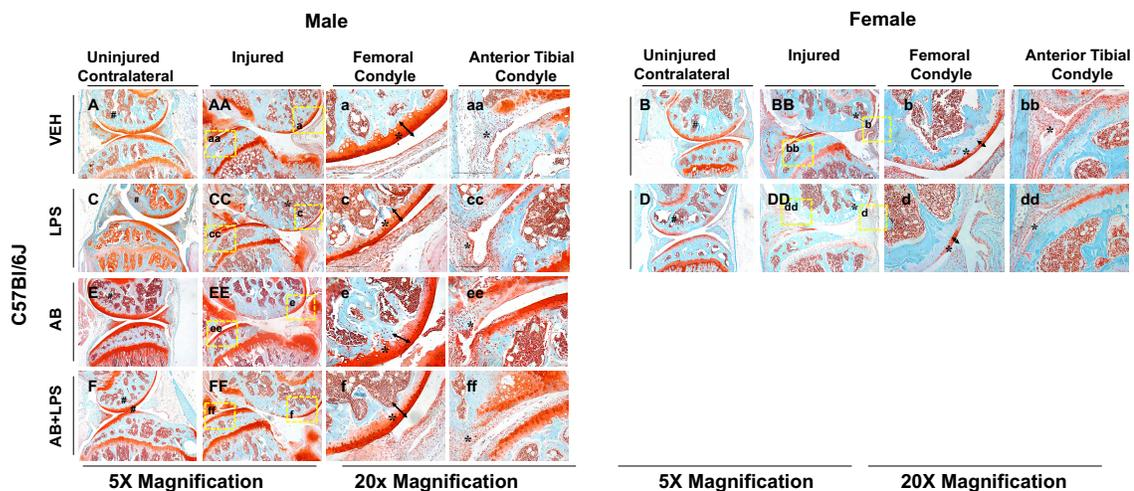 Male
Female
Uninjured
Contralateral
Injured
Femoral
Condyle
Anterior Tibial
Condyle
Uninjured
Contralateral
Injured
Femoral
Condyle
Anterior Tibial
Condyle
C57Bl/6J
VEH
A
#
AA
aa
a
a
*
aa
*
B
#
BB
*
b
bb
b
*
bb
*
LPS
C
#
CC
*
c
cc
c
*
cc
*
D
#
DD
dd
*
d
d
*
dd
*
AB
E
#
EE
e
ee
e
*
ee
*
AB+LPS
F
#
#
FF
ff
f
f
*
ff
*
5X Magnification
20x Magnification
5X Magnification
20X Magnification